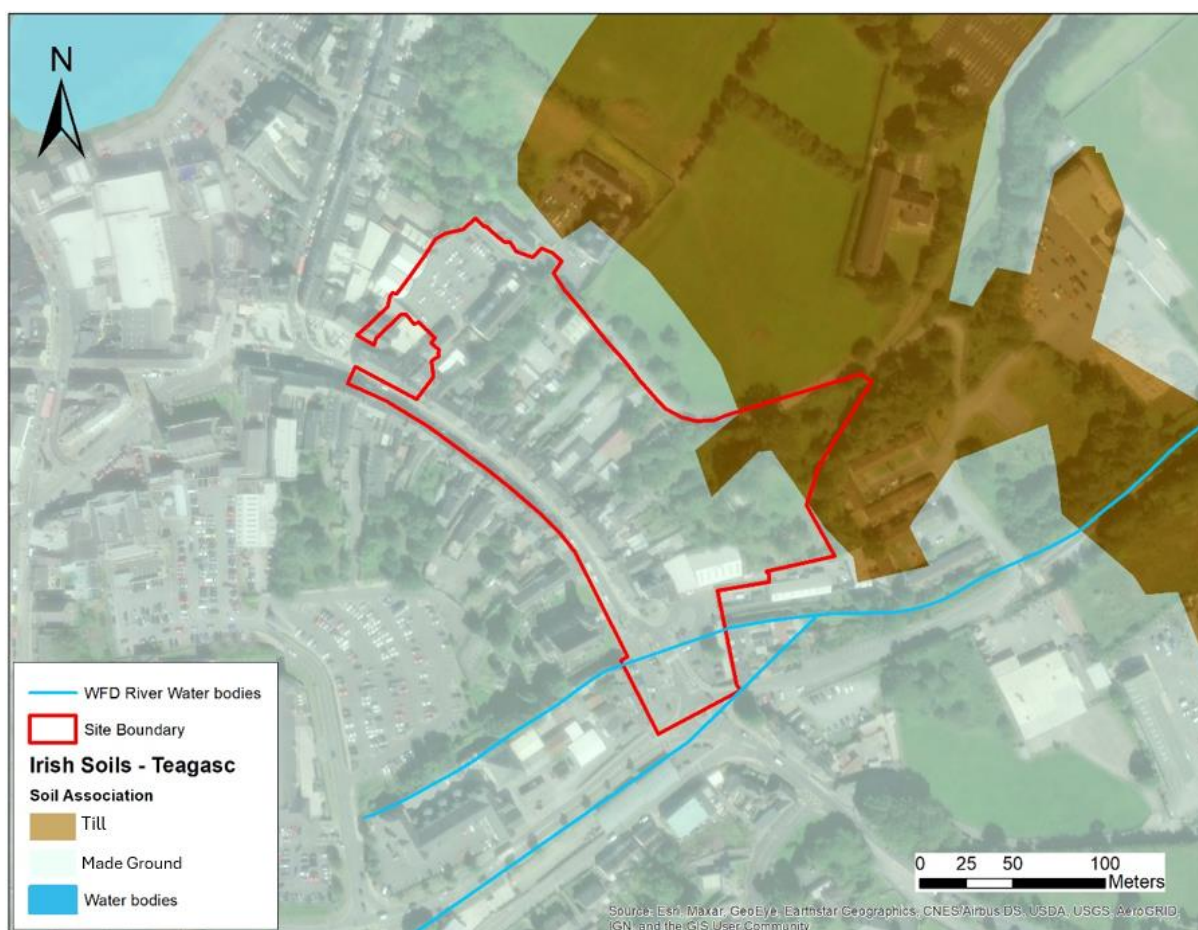 N
WFD River Water bodies
Site Boundary
Irish Soils - Teagasc
Soil Association
Till
Made Ground
Water bodies
0 25 50 100
Meters
Source: Esri, Maxar, GeoEye, Earthstar Geographics, CNES/Airbus DS, USDA, USGS, AeroGRID,
IGN, and the GIS User Community